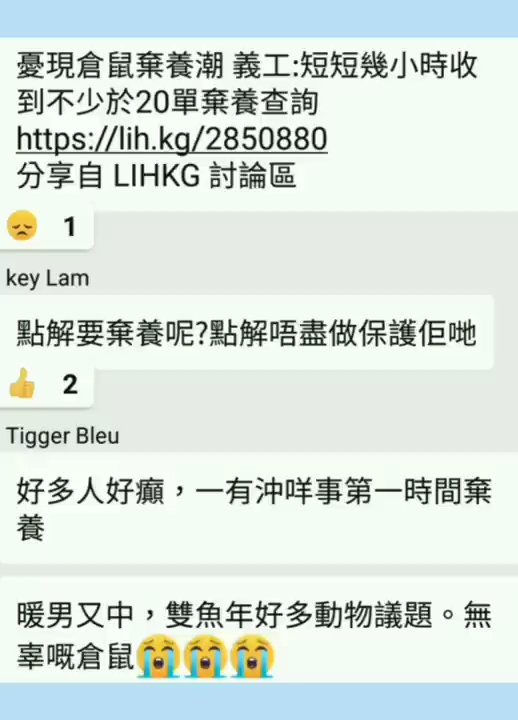 憂現倉鼠棄養潮 義工:短短幾小時收
到不少於20單棄養查詢
https://lih.kg/2850880
分享自 LIHKG 討論區
😞 1
key Lam
點解要棄養呢?點解唔盡做保護佢哋
👍 2
Tigger Bleu
好多人好癲，一有沖咩事第一時間棄
養
暖男又中，雙魚年好多動物議題。無
辜嘅倉鼠😭😭😭